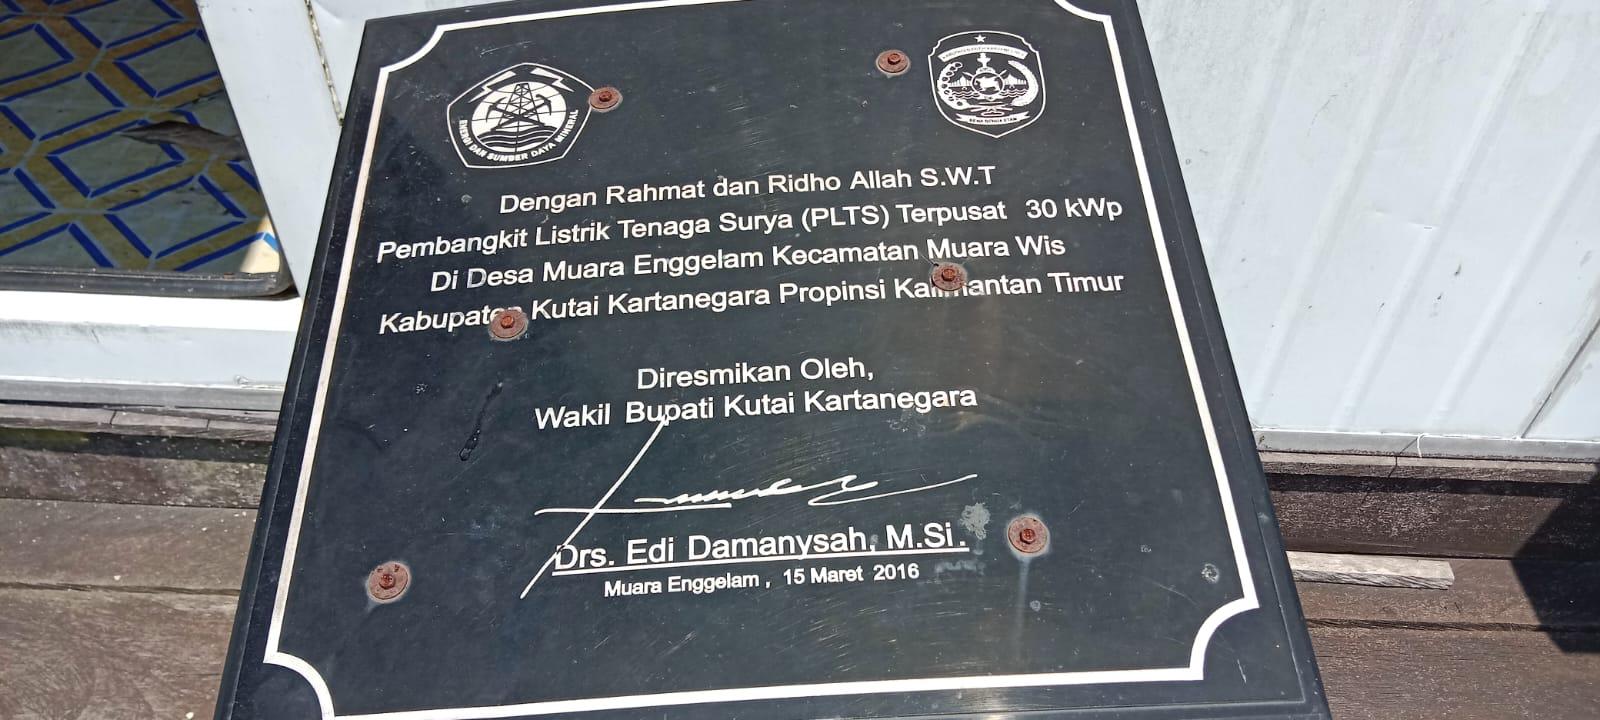 ENERGI DAN SUMBER DAYA MINERAL
Dengan Rahmat dan Ridho Allah S.W.T
Pembangkit Listrik Tenaga Surya (PLTS) Terpusat 30 kWp
Di Desa Muara Enggelam Kecamatan Muara Wis
Kabupaten Kutai Kartanegara Propinsi Kalimantan Timur
Diresmikan Oleh,
Wakil Bupati Kutai Kartanegara
Drs. Edi Damanysah, M.Si.
Muara Enggelam, 15 Maret 2016